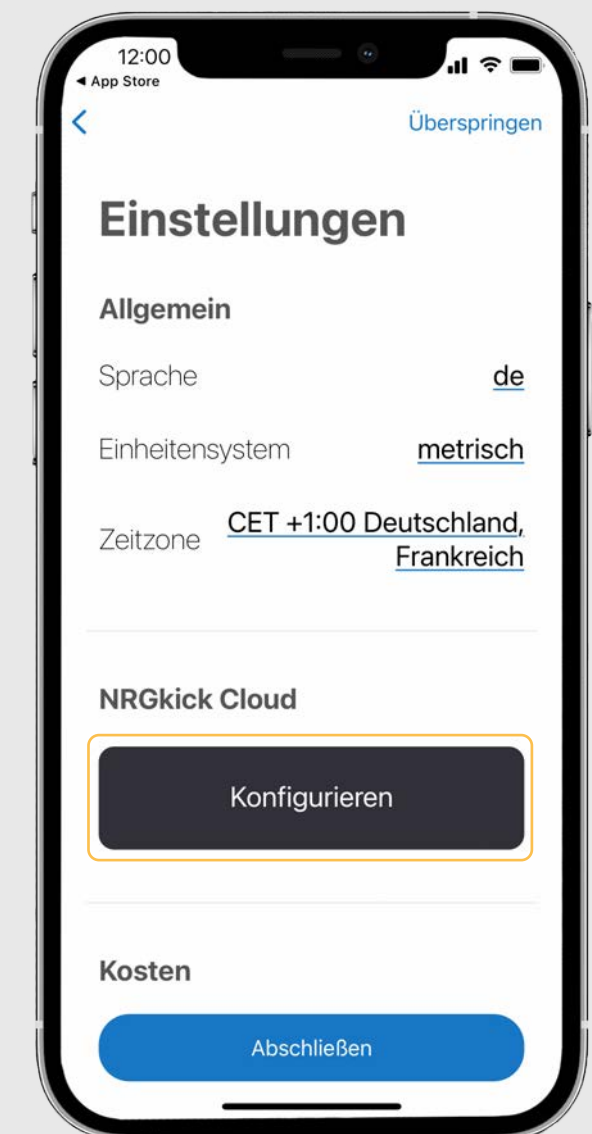 12:00
◀ App Store
Überspringen
Einstellungen
Allgemein
Sprache de
Einheitensystem metrisch
Zeitzone CET +1:00 Deutschland,
Frankreich
NRGkick Cloud
Konfigurieren
Kosten
Abschließen